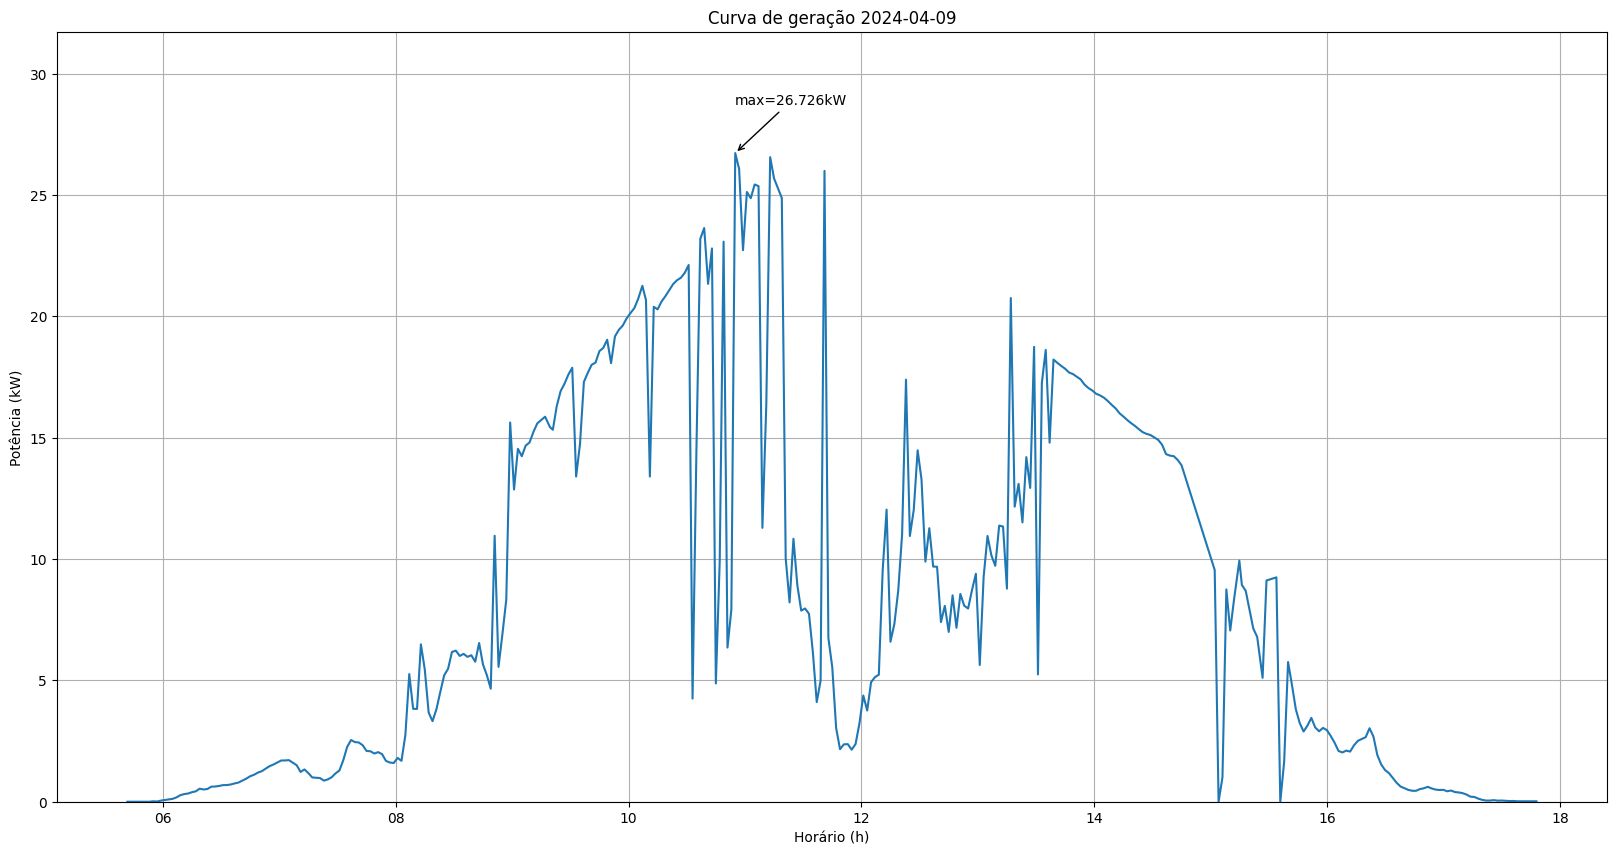 Curva de geração 2024-04-09
max=26.726kW
Potência (kW)
30
25
20
15
10
5
0
06 08 10 12 14 16 18
Horário (h)